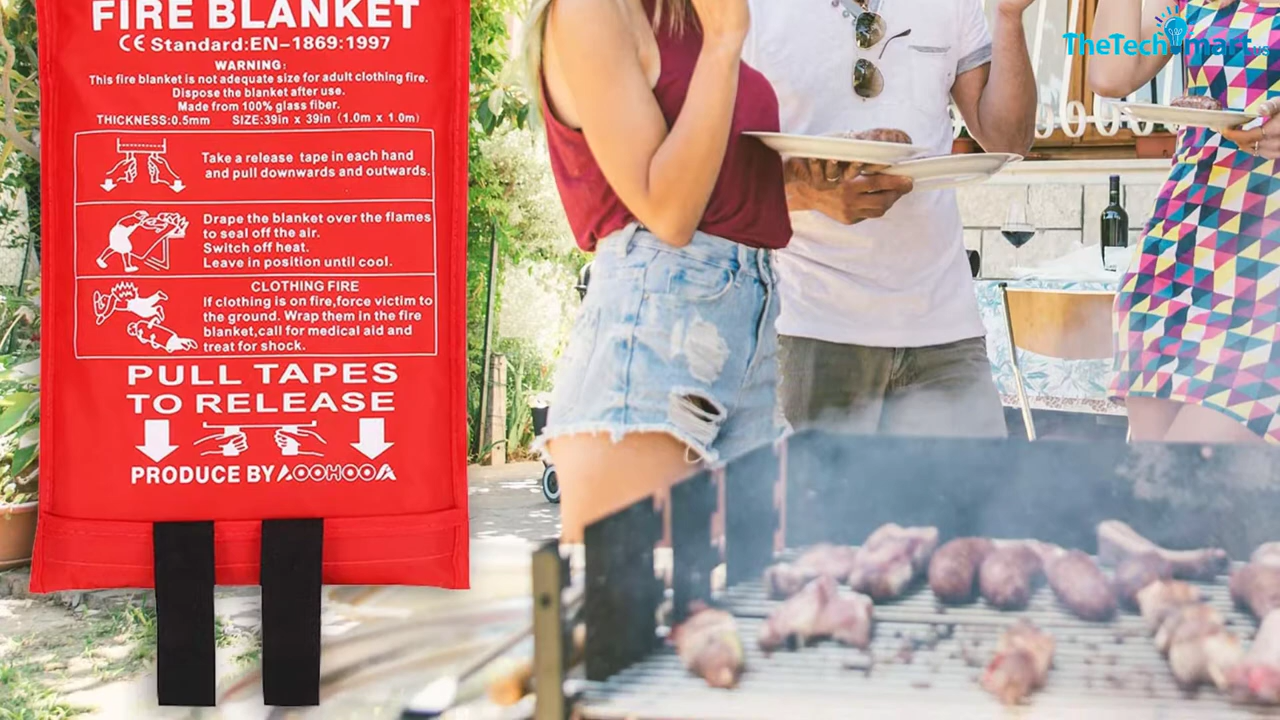 FIRE BLANKET
CE Standard:EN-1869:1997
WARNING:
This fire blanket is not adequate size for adult clothing fire.
Dispose the blanket after use.
Made from 100% glass fiber.
THICKNESS:0.5mm SIZE:39in x 39in (1.0m x 1.0m)
Take a release tape in each hand
and pull downwards and outwards.
Drape the blanket over the flames
to seal off the air.
Switch off heat.
Leave in position until cool.
CLOTHING FIRE
If clothing is on fire,force victim to
the ground. Wrap them in the fire
blanket,call for medical aid and
treat for shock.
PULL TAPES
TO RELEASE
PRODUCE BY AOOHOOA
TheTechSmart.us